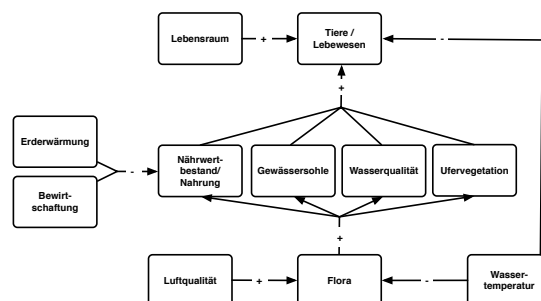 Lebensraum
+
Tiere /
Lebewesen
-
+
Erderwärmung
Bewirt-
schaftung
-
Nährwert-
bestand/
Nahrung
Gewässersohle
Wasserqualität
Ufervegetation
+
Luftqualität
+
Flora
-
Wasser-
temperatur